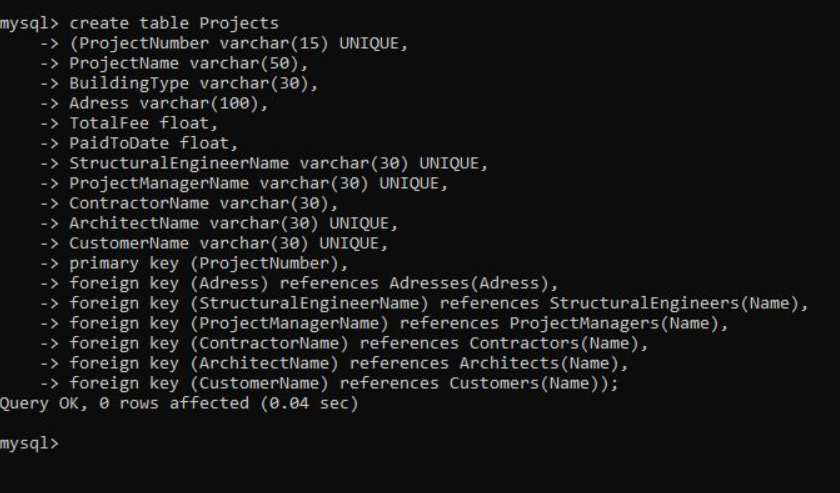 mysql> create table Projects
-> (ProjectNumber varchar(15) UNIQUE,
-> ProjectName varchar(50),
-> BuildingType varchar(30),
-> Adress varchar(100),
-> TotalFee float,
-> PaidToDate float,
-> StructuralEngineerName varchar(30) UNIQUE,
-> ProjectManagerName varchar(30) UNIQUE,
-> ContractorName varchar(30),
-> ArchitectName varchar(30) UNIQUE,
-> CustomerName varchar(30) UNIQUE,
-> primary key (ProjectNumber),
-> foreign key (Adress) references Adresses(Adress),
-> foreign key (StructuralEngineerName) references StructuralEngineers(Name),
-> foreign key (ProjectManagerName) references ProjectManagers(Name),
-> foreign key (ContractorName) references Contractors(Name),
-> foreign key (ArchitectName) references Architects(Name),
-> foreign key (CustomerName) references Customers(Name));
Query OK, 0 rows affected (0.04 sec)
mysql>